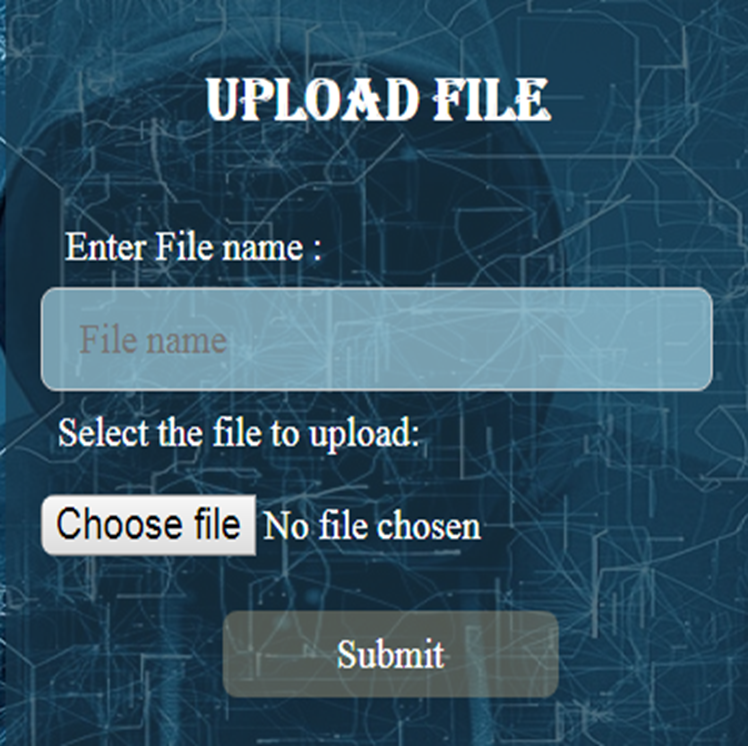 UPLOAD FILE
Enter File name :
File name
Select the file to upload:
Choose file No file chosen
Submit